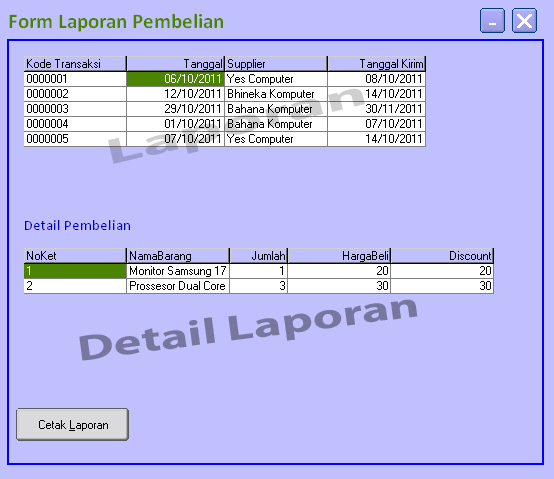 Form Laporan Pembelian
Kode Transaksi Tanggal Supplier Tanggal Kirim
0000001 06/10/2011 Yes Computer 08/10/2011
0000002 12/10/2011 Bhineka Komputer 14/10/2011
0000003 29/10/2011 Bahana Komputer 30/11/2011
0000004 01/10/2011 Bahana Komputer 07/10/2011
0000005 07/10/2011 Yes Computer 14/10/2011
Laporan
Detail Pembelian
NoKet NamaBarang Jumlah HargaBeli Discount
1 Monitor Samsung 17 1 20 20
2 Prossesor Dual Core 3 30 30
Detail Laporan
Cetak Laporan